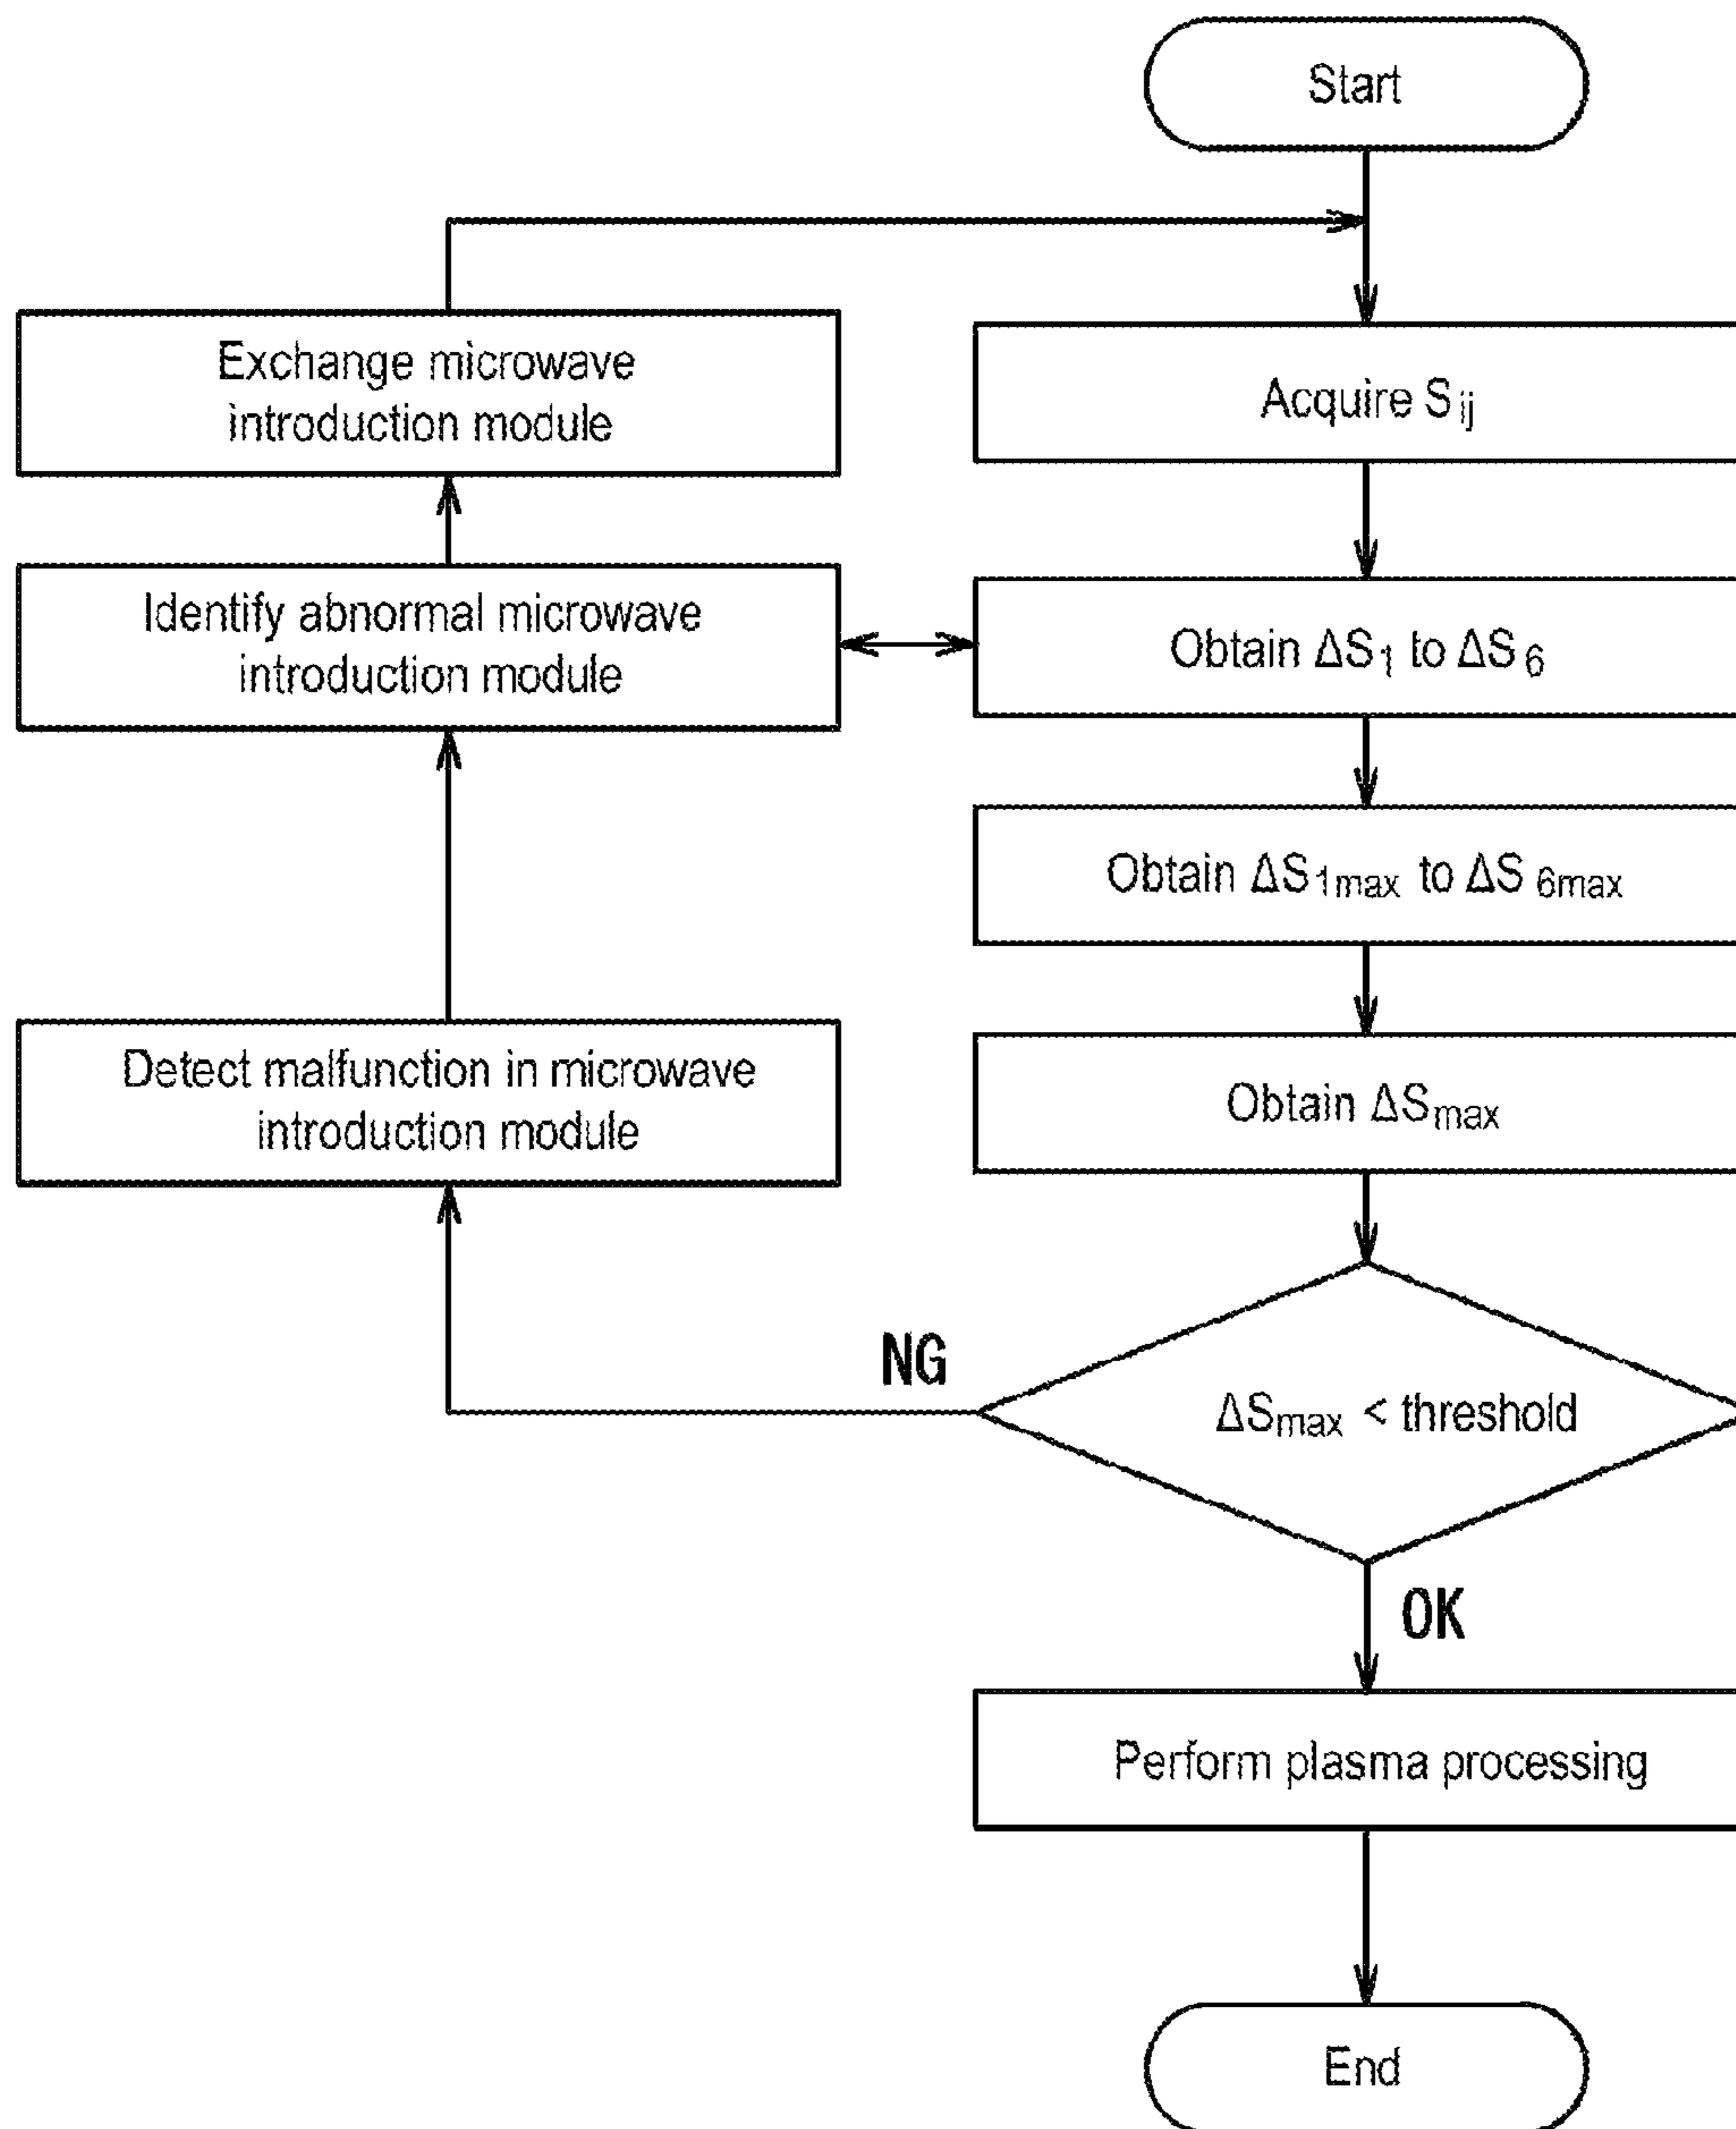 Start
Exchange microwave
introduction module
Acquire Sij
Identify abnormal microwave
introduction module
Obtain ΔS1 to ΔS6
Obtain ΔS1max to ΔS6max
Detect malfunction in microwave
introduction module
Obtain ΔSmax
NG
ΔSmax < threshold
OK
Perform plasma processing
End